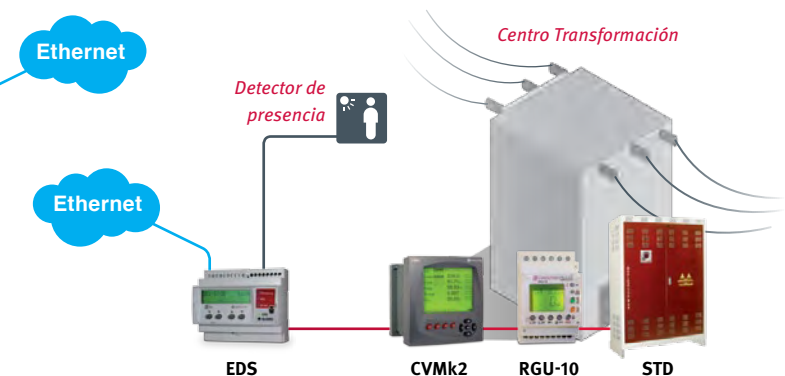 Ethernet
Centro Transformación
Detector de
presencia
Ethernet
EDS
CVMk2
RGU-10
STD